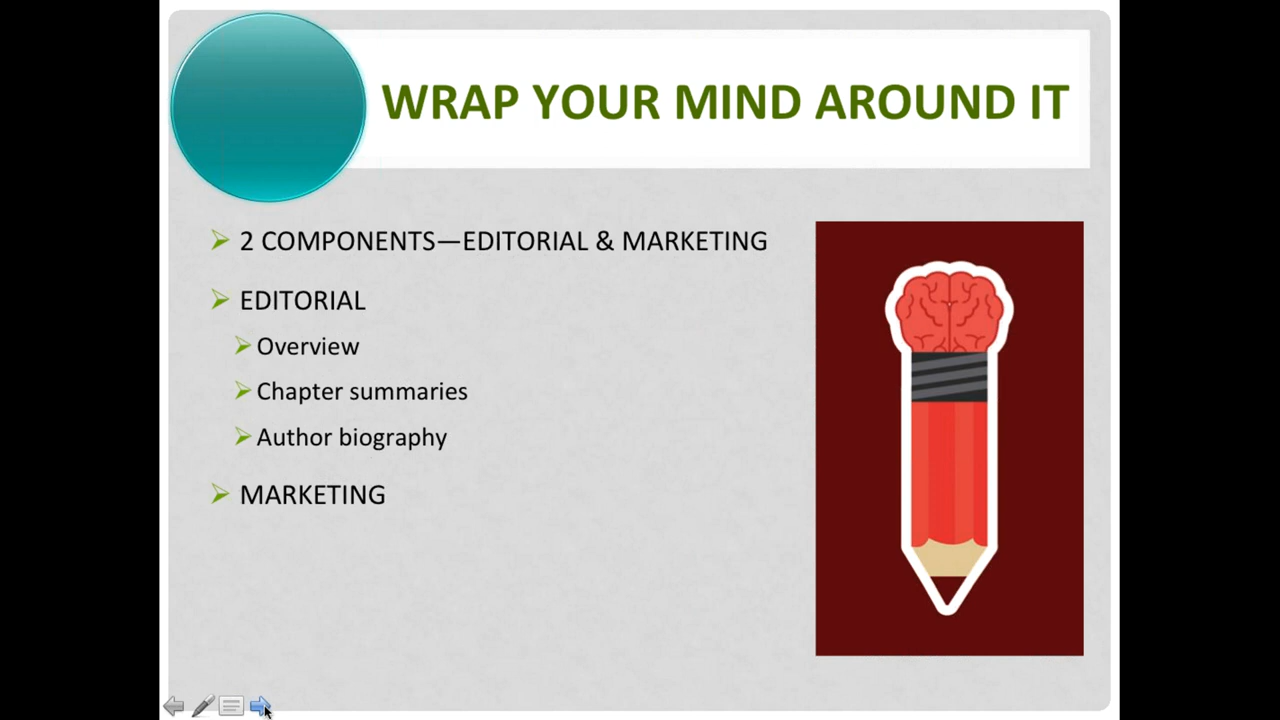 WRAP YOUR MIND AROUND IT
2 COMPONENTS—EDITORIAL & MARKETING
EDITORIAL
Overview
Chapter summaries
Author biography
MARKETING